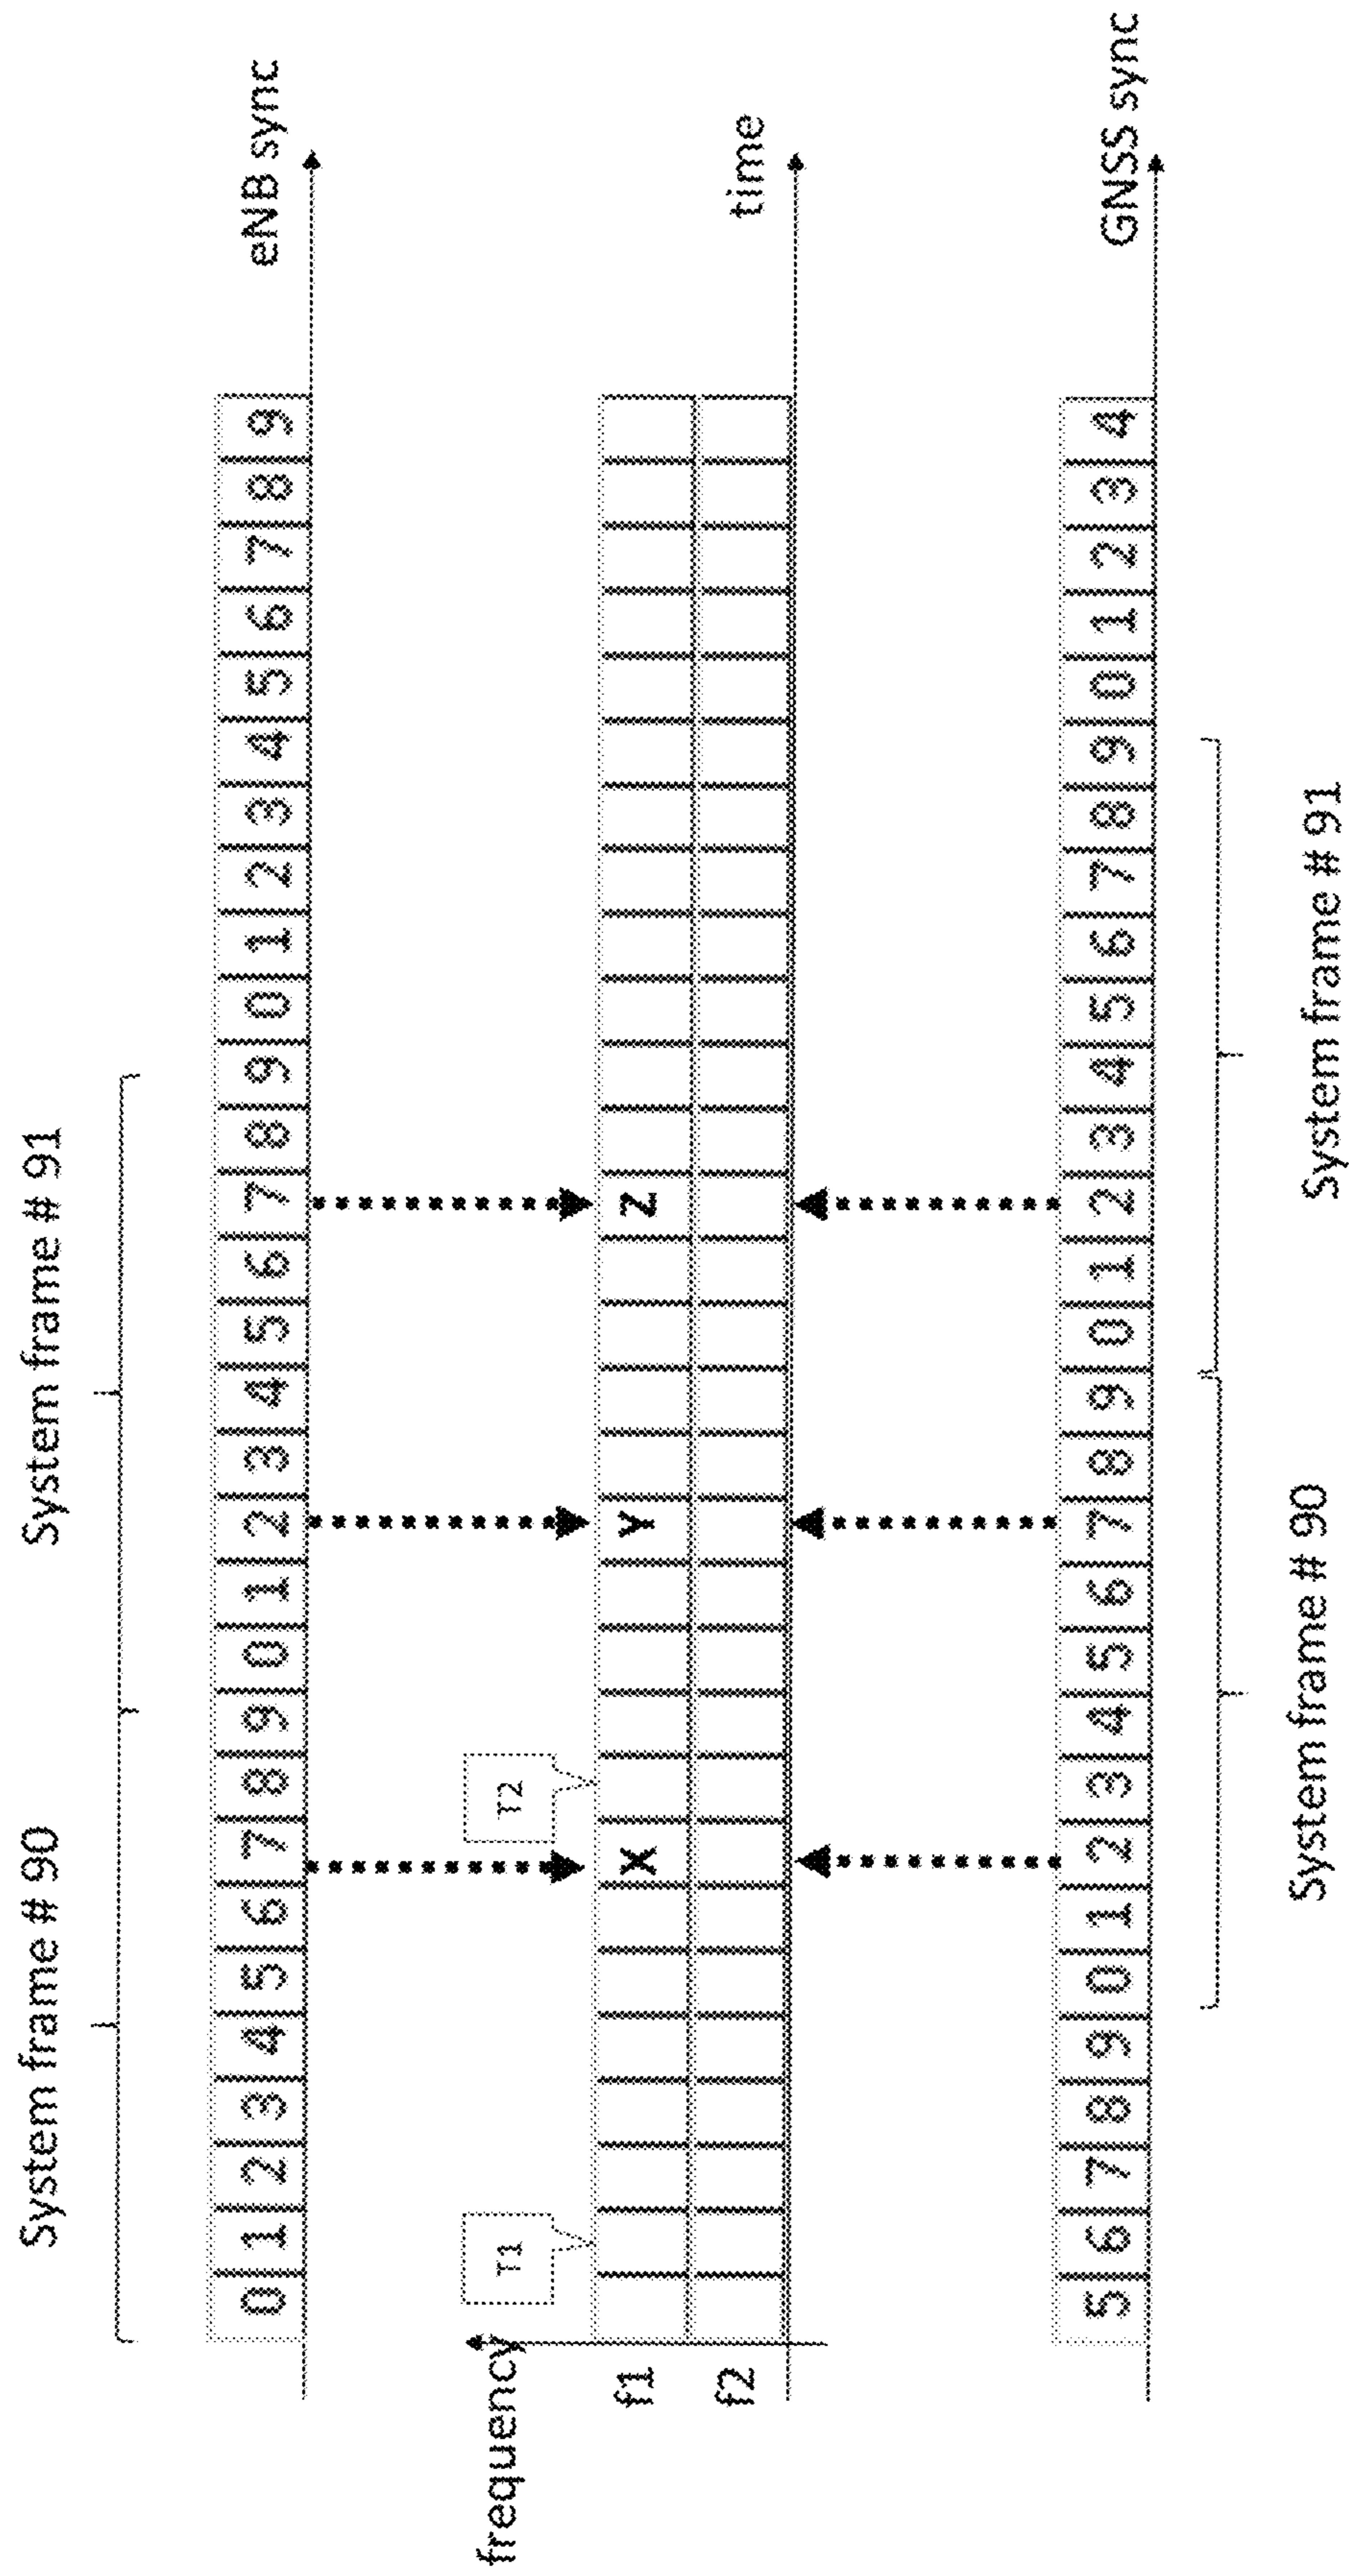 System frame # 90
System frame # 91
0 1 2 3 4 5 6 7 8 9 0 1 2 3 4 5 6 7 8 9 0 1 2 3 4 5 6 7 8 9
eNB sync
frequency
T1
T2
f1
X
Y
Z
f2
time
5 6 7 8 9 0 1 2 3 4 5 6 7 8 9 0 1 2 3 4 5 6 7 8 9 0 1 2 3 4
GNSS sync
System frame # 90
System frame # 91